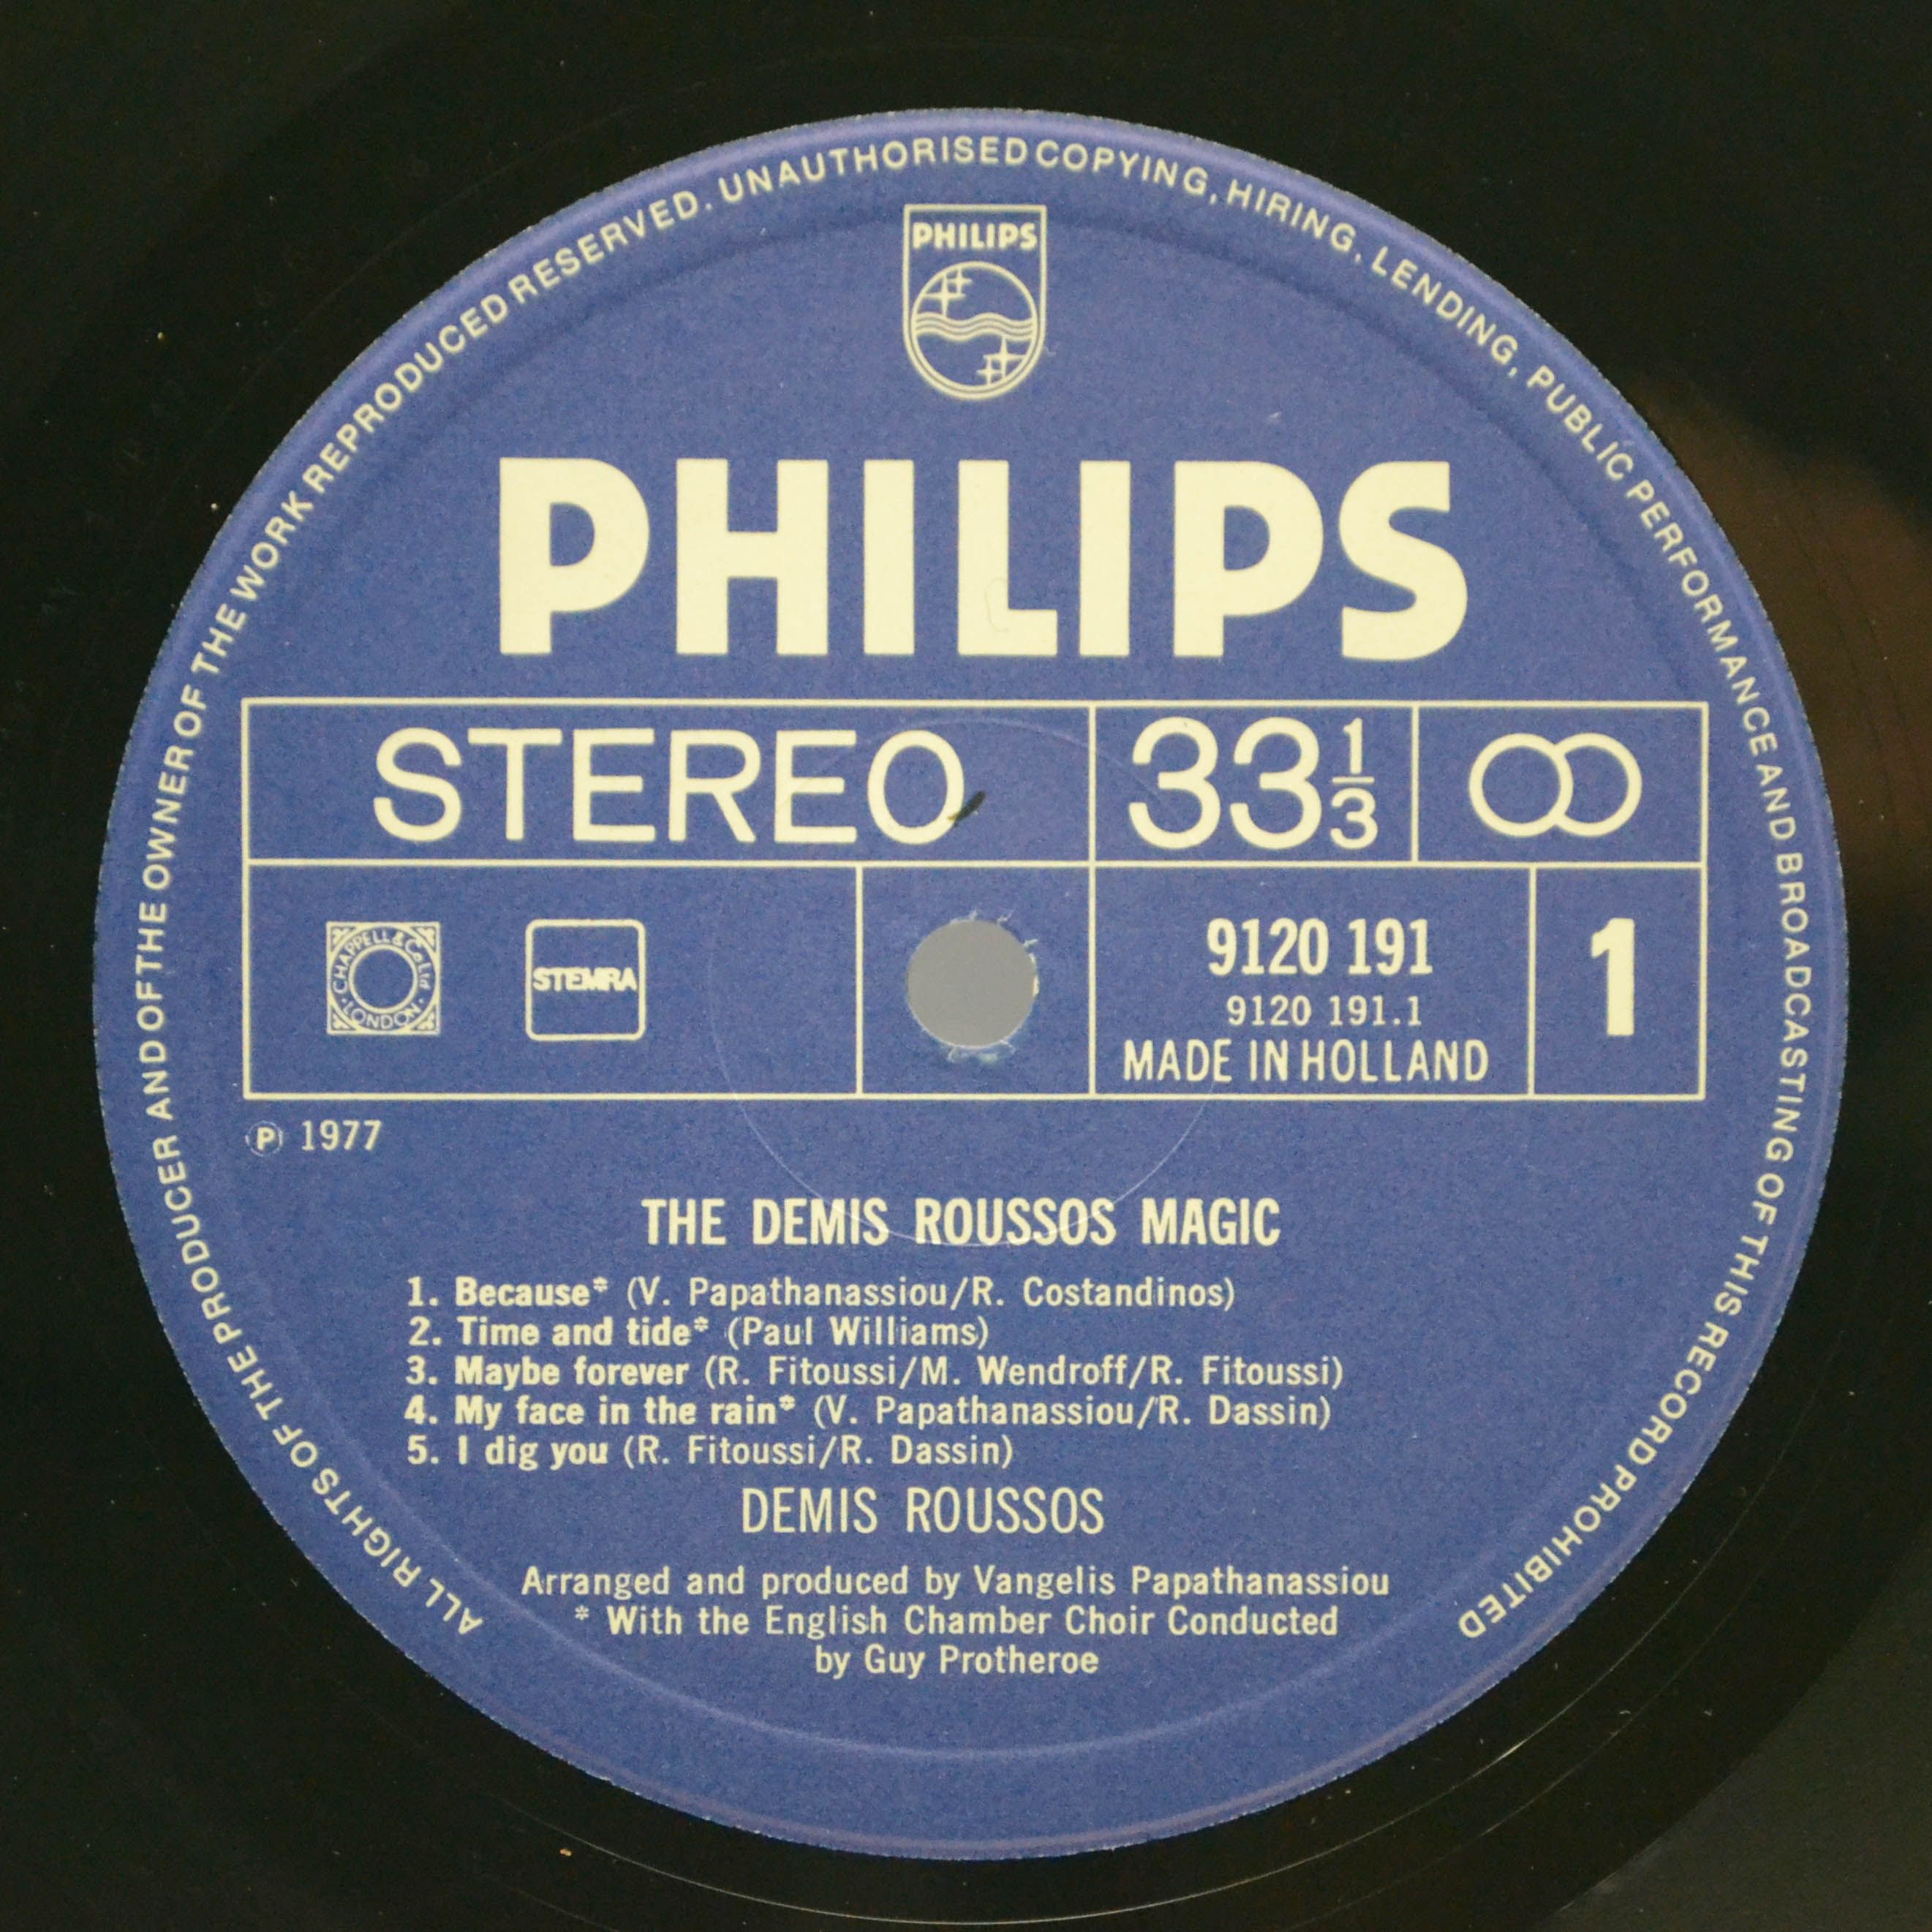 ALL RIGHTS OF THE PRODUCER AND OF THE OWNER OF THE WORK REPRODUCED RESERVED. UNAUTHORISED COPYING, HIRING, LENDING, PUBLIC PERFORMANCE AND BROADCASTING OF THIS RECORD PROHIBITED
PHILIPS
PHILIPS
STEREO 33 1/3
CHAPPELL & Co Ltd · LONDON ·
STEMRA
9120 191
9120 191.1
MADE IN HOLLAND
1
Ⓟ 1977
THE DEMIS ROUSSOS MAGIC
1. Because* (V. Papathanassiou/R. Costandinos)
2. Time and tide* (Paul Williams)
3. Maybe forever (R. Fitoussi/M. Wendroff/R. Fitoussi)
4. My face in the rain* (V. Papathanassiou/R. Dassin)
5. I dig you (R. Fitoussi/R. Dassin)
DEMIS ROUSSOS
Arranged and produced by Vangelis Papathanassiou
* With the English Chamber Choir Conducted
by Guy Protheroe